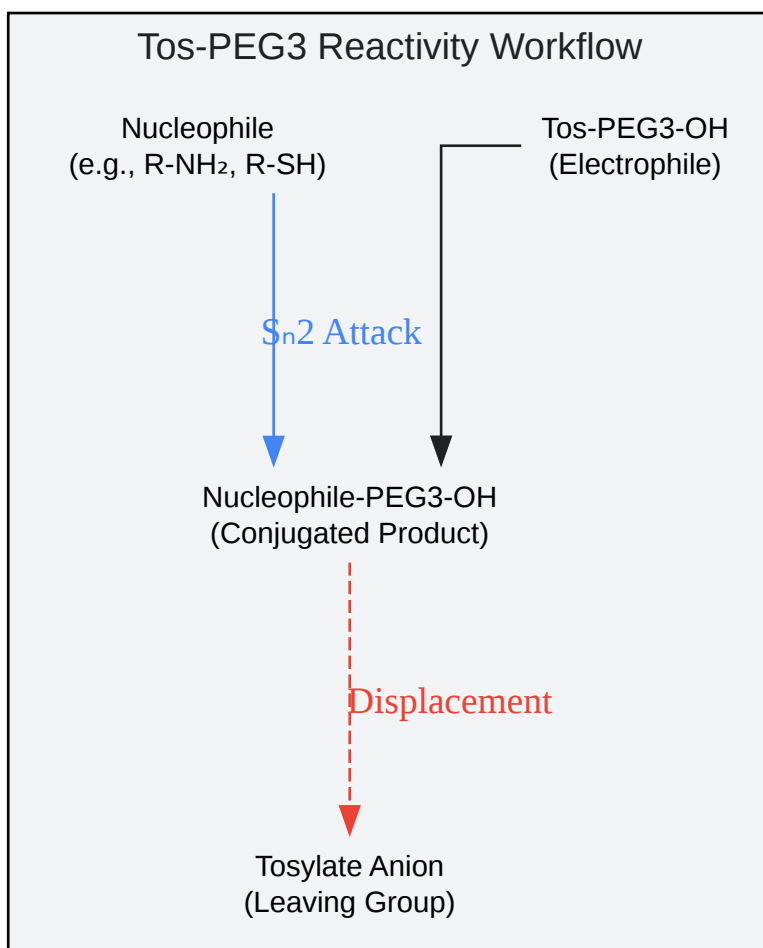 Tos-PEG3 Reactivity Workflow
Nucleophile
(e.g., R-NH₂, R-SH)
Tos-PEG3-OH
(Electrophile)
Sₙ2 Attack
Nucleophile-PEG3-OH
(Conjugated Product)
Displacement
Tosylate Anion
(Leaving Group)